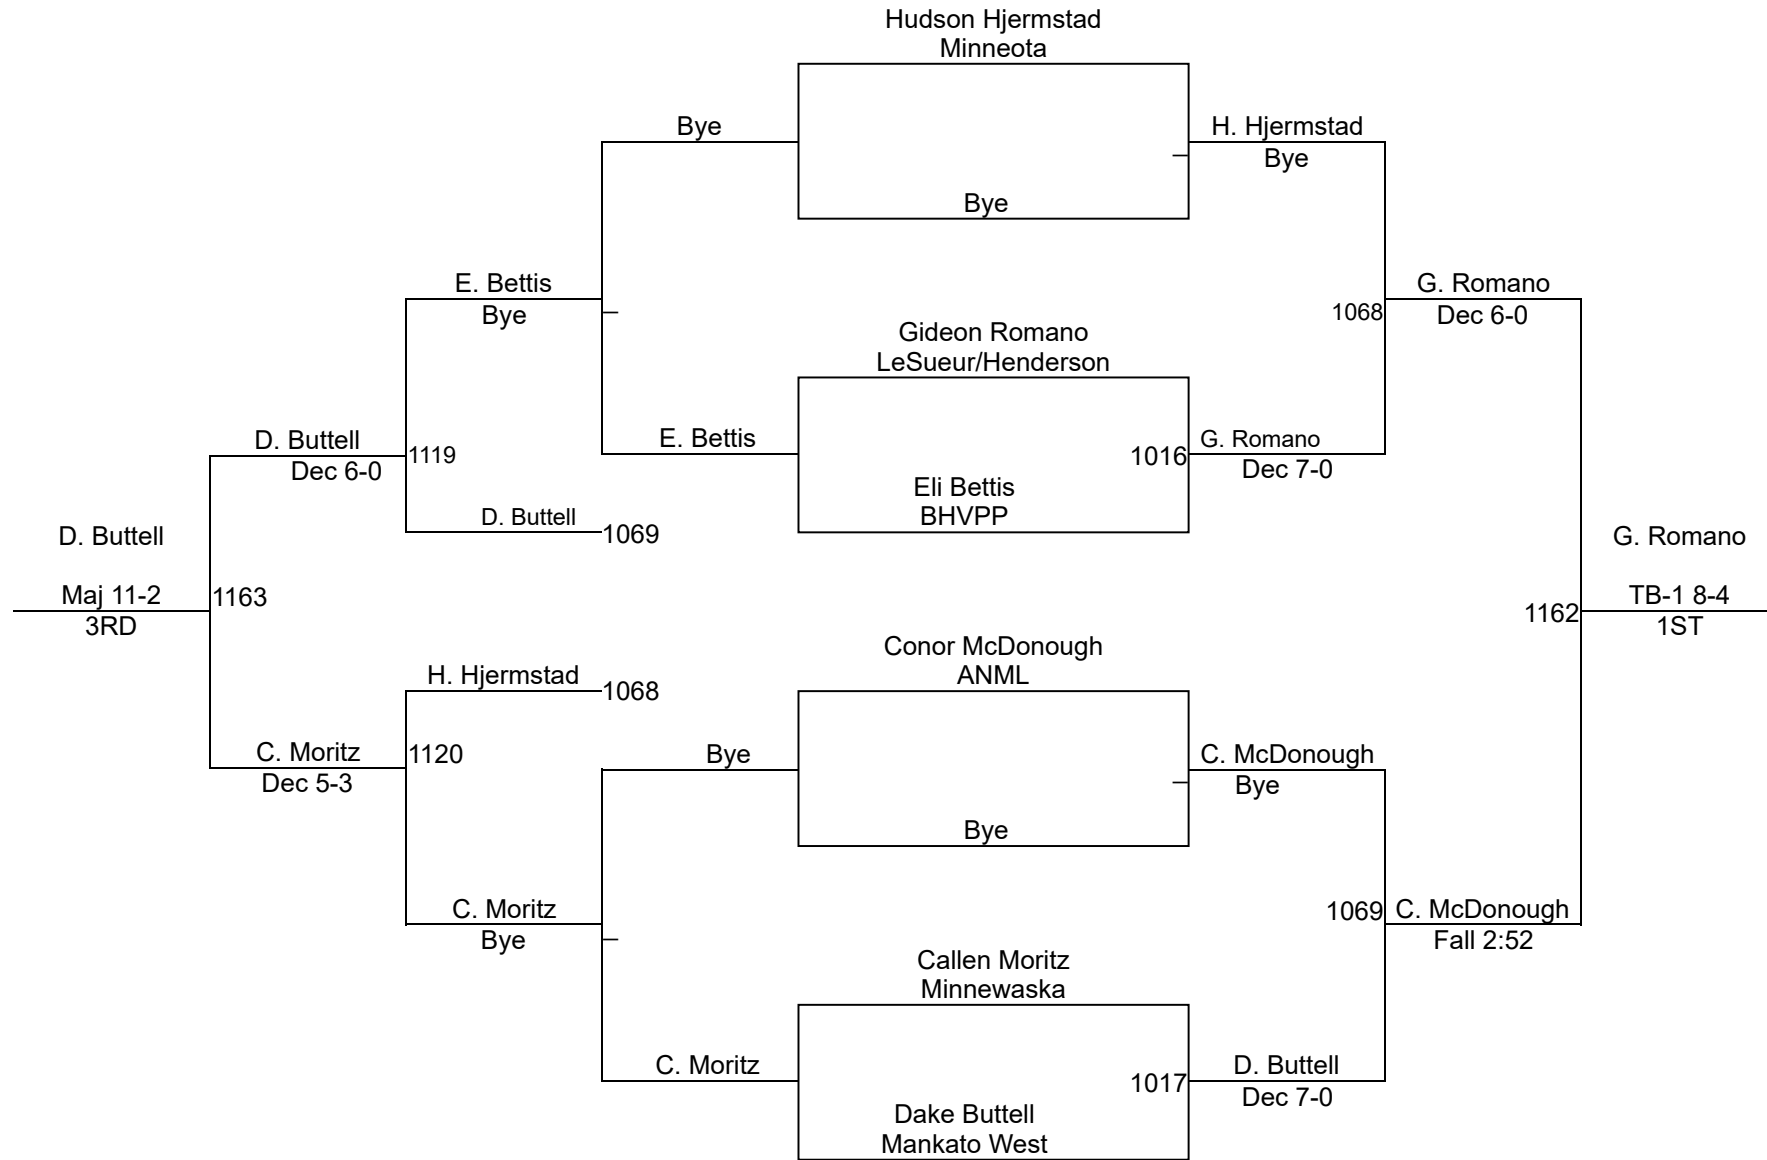 Hudson Hjermstad
Minneota
Bye
H. Hjermstad
Bye
Bye
E. Bettis
Bye
G. Romano
Dec 6-0
1068
Gideon Romano
LeSueur/Henderson
E. Bettis
1016
G. Romano
Dec 7-0
D. Buttell
Dec 6-0
1119
Eli Bettis
BHVPP
D. Buttell
1069
D. Buttell
Maj 11-2
3RD
1163
G. Romano
TB-1 8-4
1ST
1162
Conor McDonough
ANML
H. Hjermstad
1068
C. Moritz
Dec 5-3
1120
Bye
C. McDonough
Bye
Bye
C. Moritz
Bye
1069
C. McDonough
Fall 2:52
Callen Moritz
Minnewaska
C. Moritz
1017
D. Buttell
Dec 7-0
Dake Buttell
Mankato West